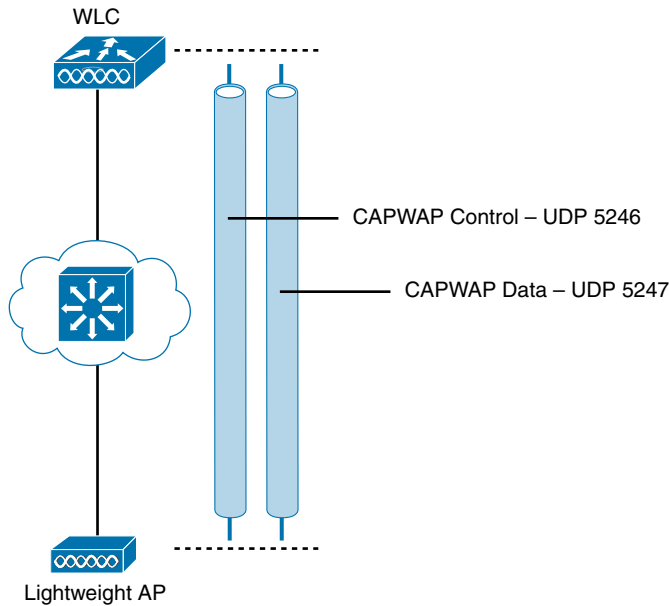 WLC
CAPWAP Control – UDP 5246
CAPWAP Data – UDP 5247
Lightweight AP